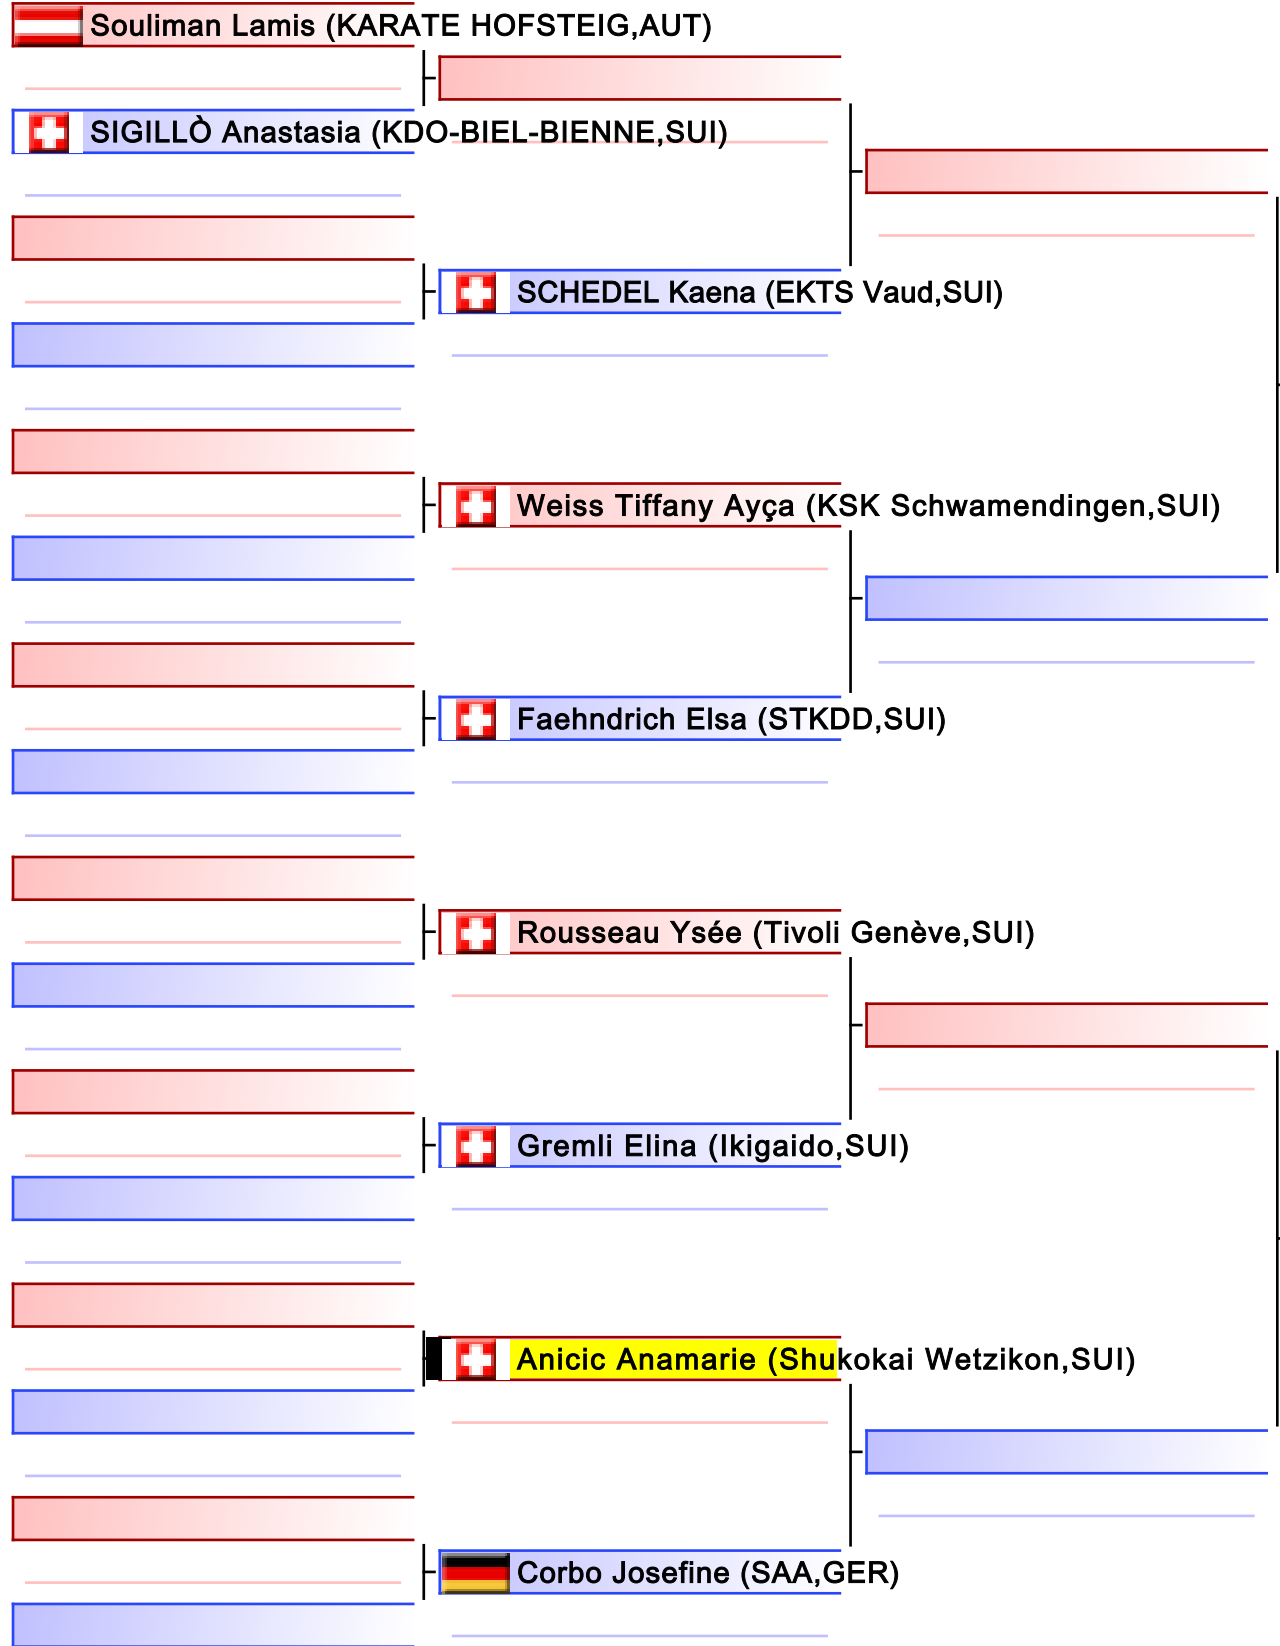 Souliman Lamis (KARATE HOFSTEIG,AUT)
SIGILLÒ Anastasia (KDO-BIEL-BIENNE,SUI)
SCHEDEL Kaena (EKTS Vaud,SUI)
Weiss Tiffany Ayça (KSK Schwamendingen,SUI)
Faehndrich Elsa (STKDD,SUI)
Rousseau Ysée (Tivoli Genève,SUI)
Gremli Elina (Ikigaido,SUI)
Anicic Anamarie (Shukokai Wetzikon,SUI)
Corbo Josefine (SAA,GER)